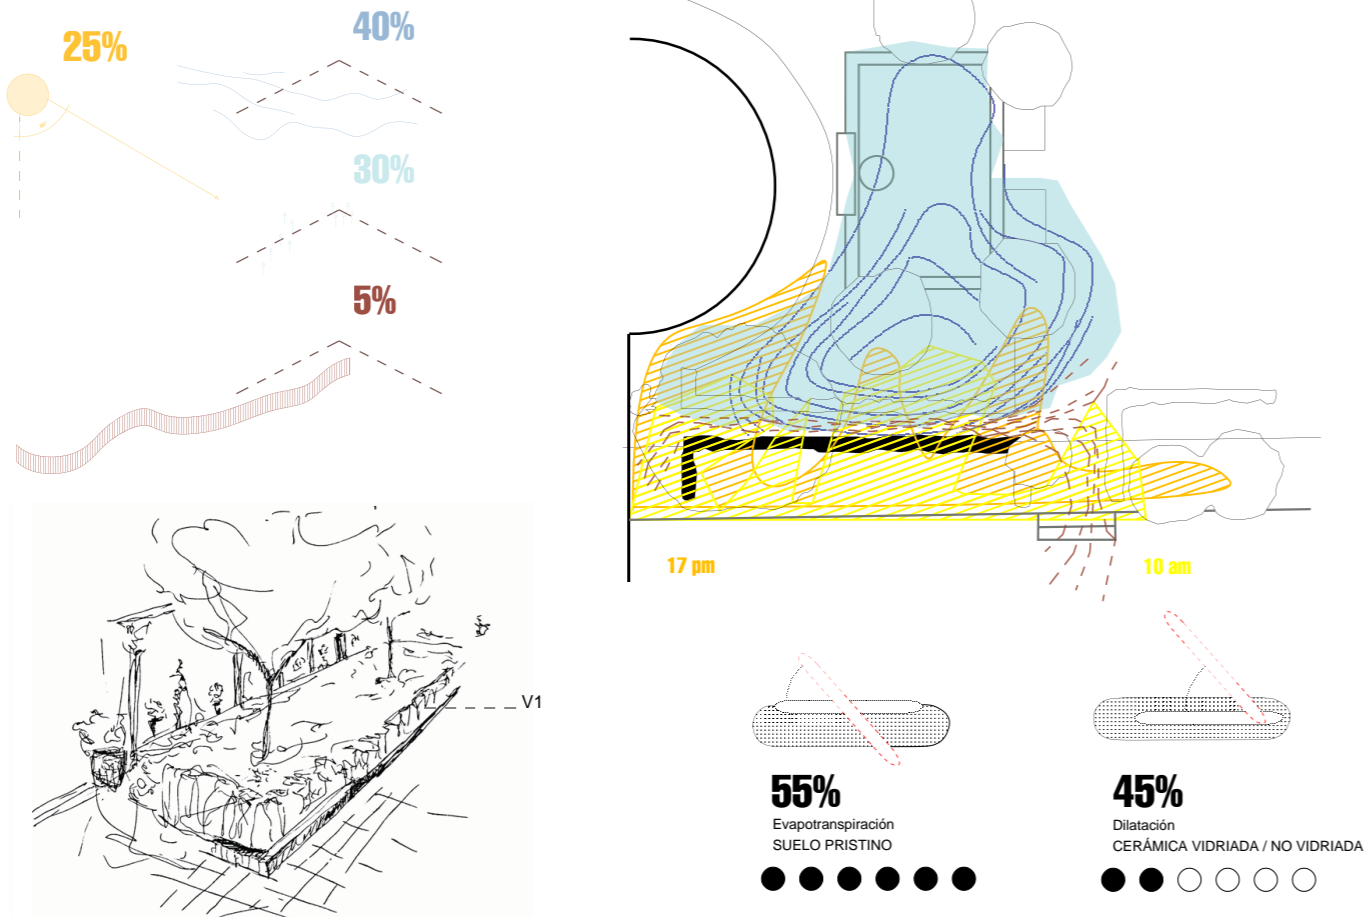 25%
40%
30%
5%
17 pm
10 am
V1
55%
Evapotranspiración
SUELO PRISTINO
45%
Dilatación
CERÁMICA VIDRIADA / NO VIDRIADA